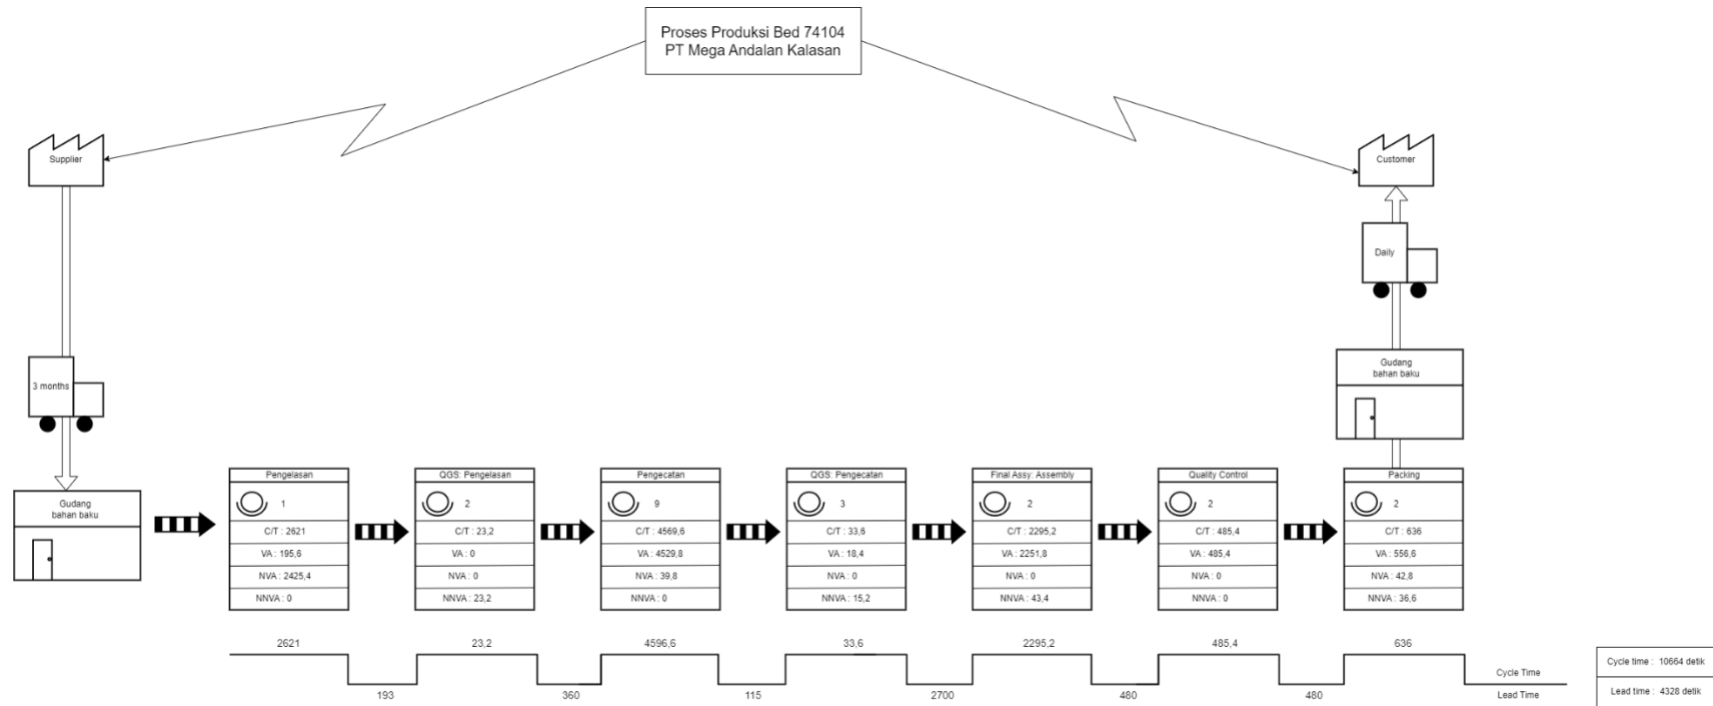 Proses Produksi Bed 74104
PT Mega Andalan Kalasan
Supplier
Customer
Daily
3 months
Gudang
bahan baku
Gudang
bahan baku
Pengelasan
1
C/T : 2621
VA : 195,6
NVA : 2425,4
NNVA : 0
QGS: Pengelasan
2
C/T : 23,2
VA : 0
NVA : 0
NNVA : 23,2
Pengecatan
9
C/T : 4569,6
VA : 4529,8
NVA : 39,8
NNVA : 0
QGS: Pengecatan
3
C/T : 33,6
VA : 18,4
NVA : 0
NNVA : 15,2
Final Assy: Assembly
2
C/T : 2295,2
VA : 2251,8
NVA : 0
NNVA : 43,4
Quality Control
2
C/T : 485,4
VA : 485,4
NVA : 0
NNVA : 0
Packing
2
C/T : 636
VA : 556,6
NVA : 42,8
NNVA : 36,6
2621
23,2
4596,6
33,6
2295,2
485,4
636
Cycle Time
193
360
115
2700
480
480
Lead Time
Cycle time : 10664 detik
Lead time : 4328 detik